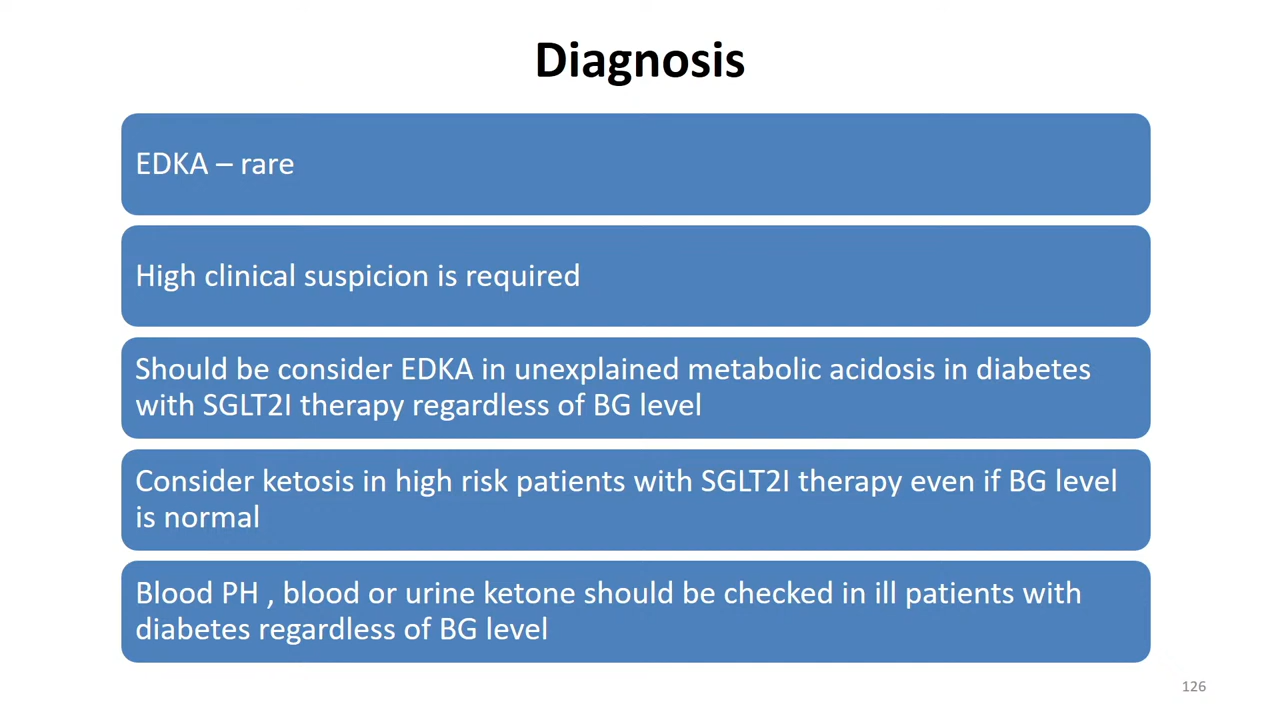 Diagnosis
EDKA – rare
High clinical suspicion is required
Should be consider EDKA in unexplained metabolic acidosis in diabetes
with SGLT2I therapy regardless of BG level
Consider ketosis in high risk patients with SGLT2I therapy even if BG level
is normal
Blood PH , blood or urine ketone should be checked in ill patients with
diabetes regardless of BG level
126